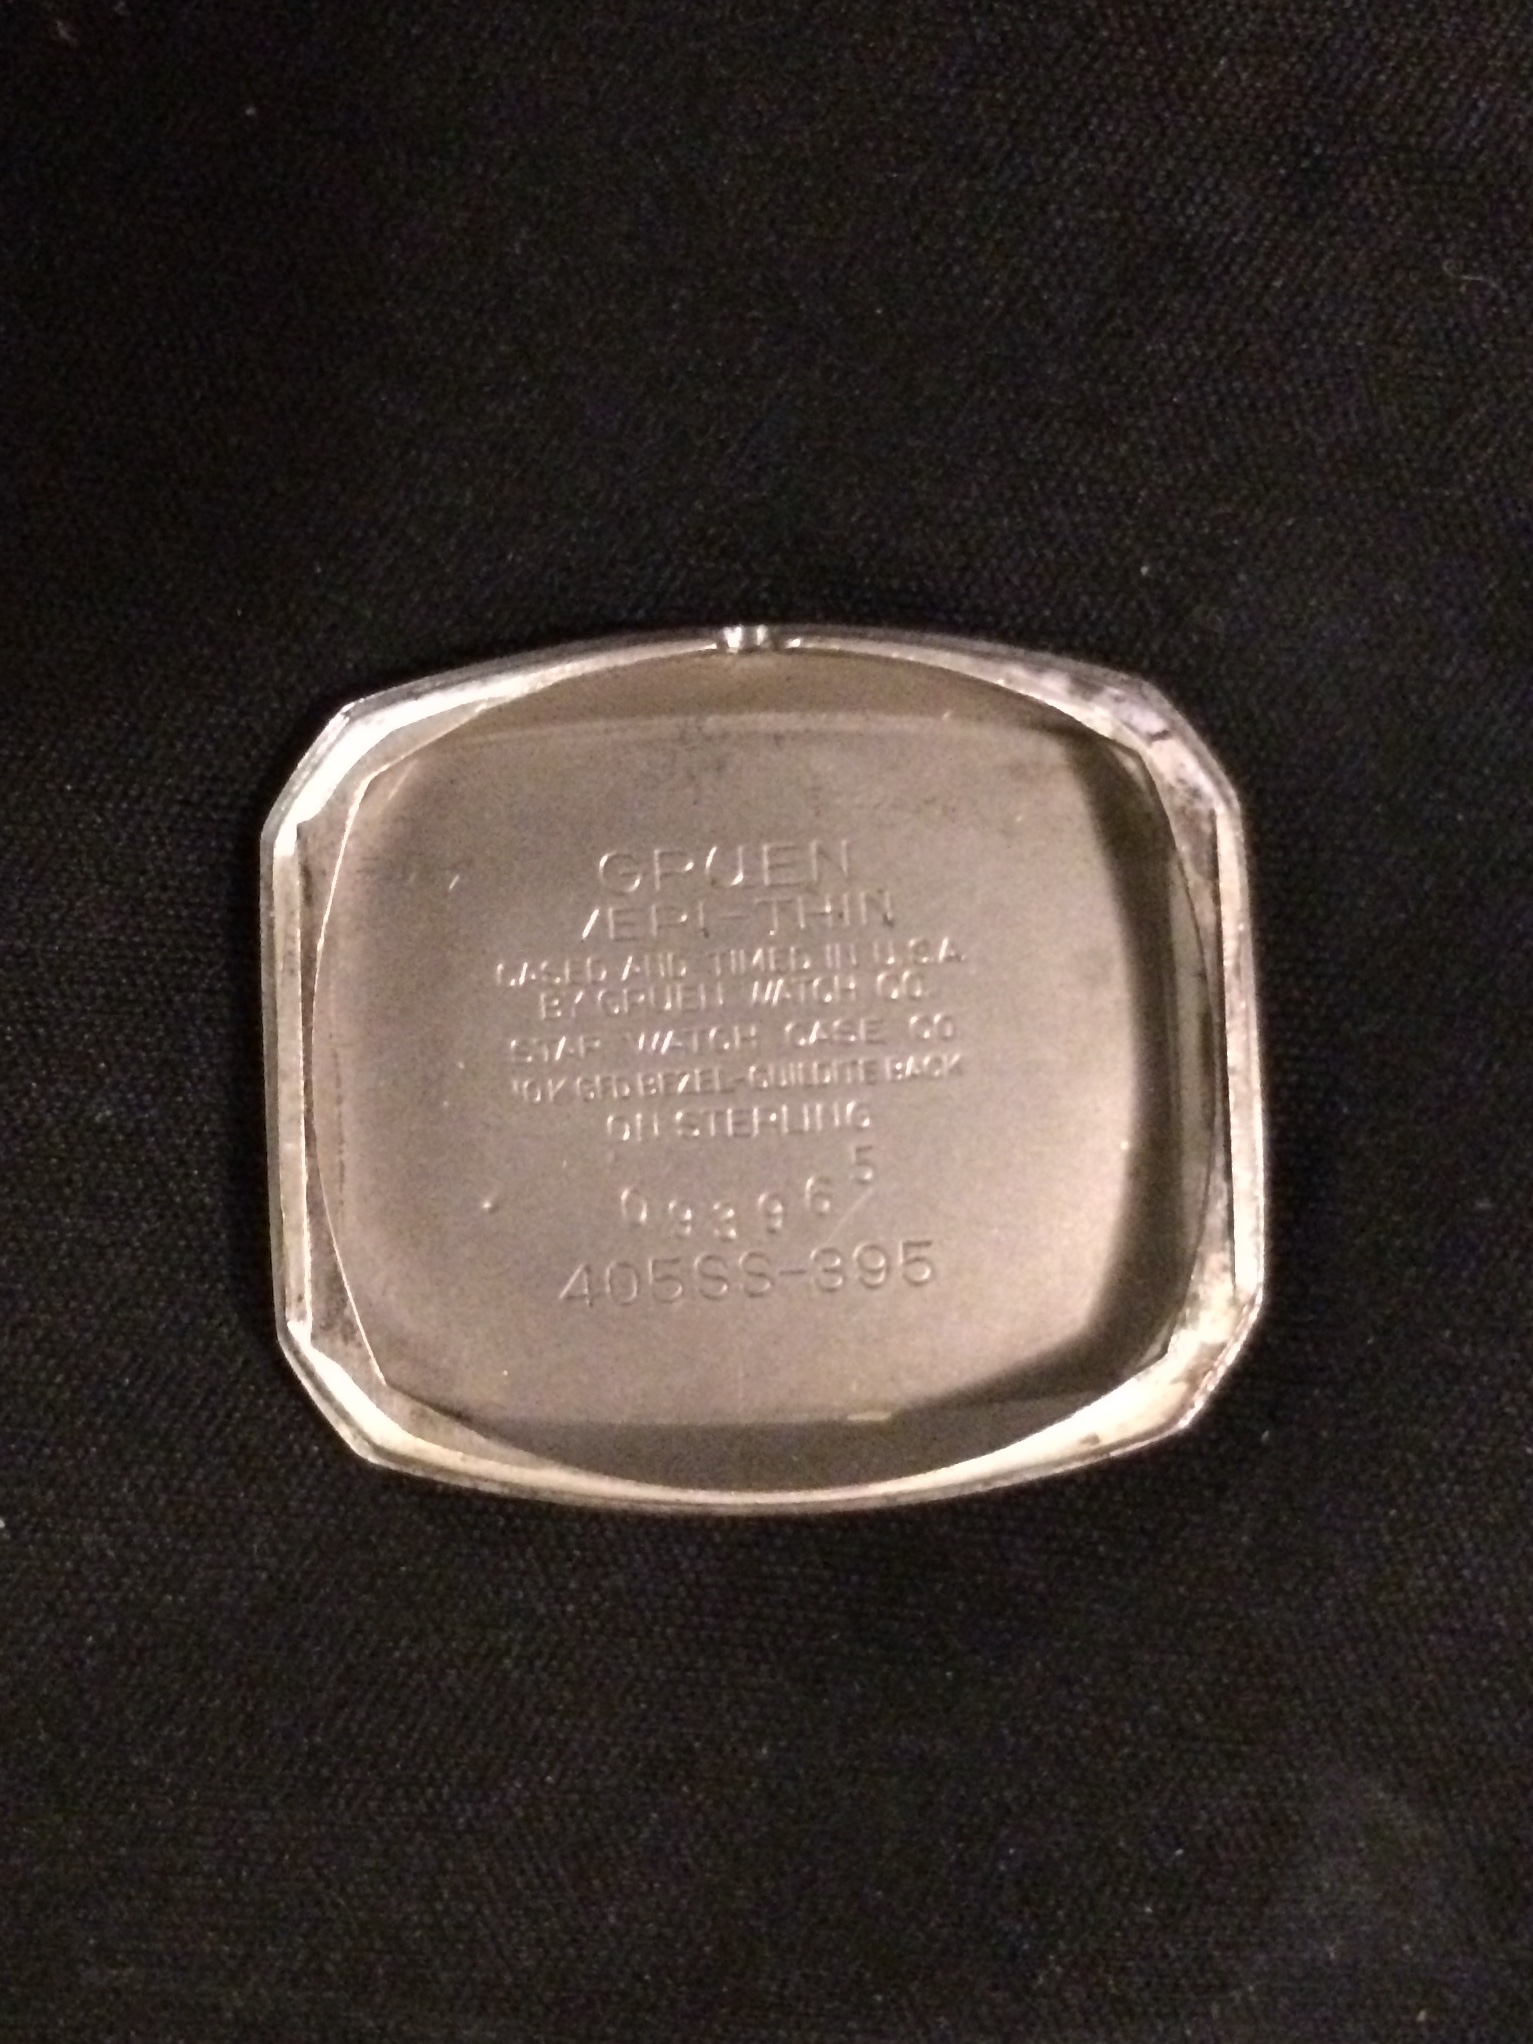 GRUEN
VERI-THIN
CASED AND TIMED IN U.S.A.
BY GRUEN WATCH CO.
STAR WATCH CASE CO
10K GFD BEZEL-GUILDITE BACK
ON STERLING
093965
405SS-395